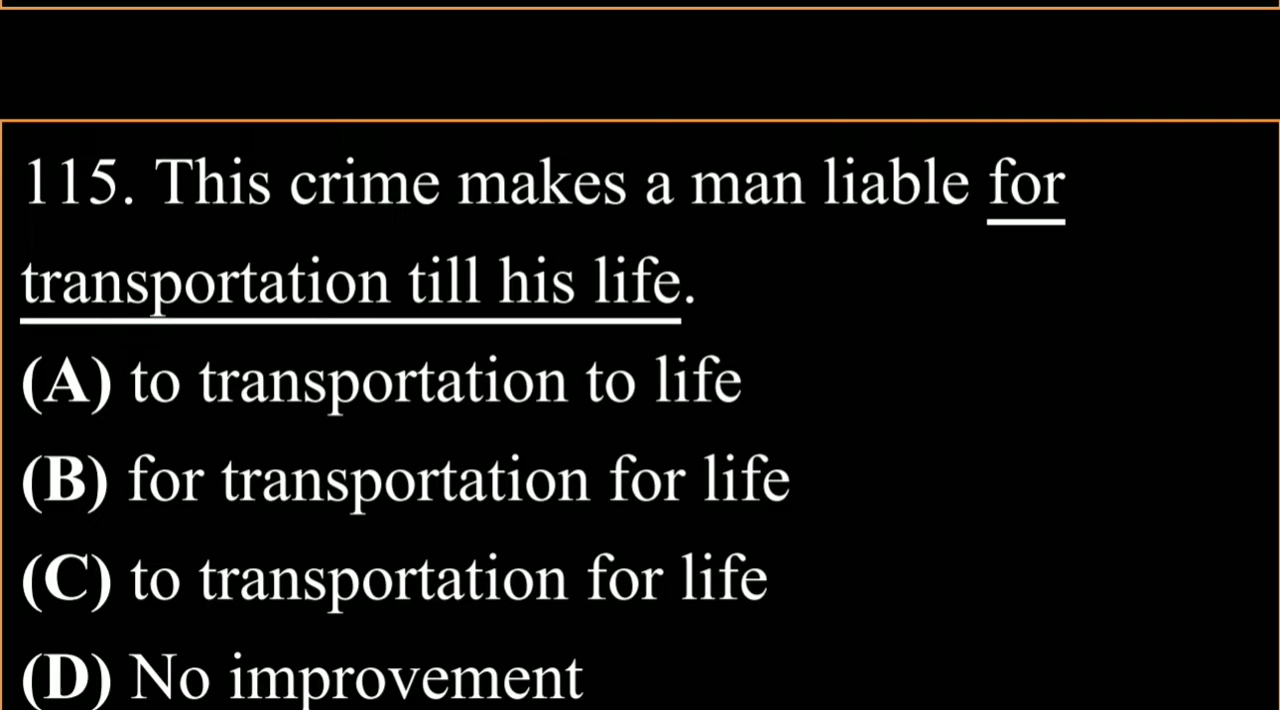 115. This crime makes a man liable for
transportation till his life.
(A) to transportation to life
(B) for transportation for life
(C) to transportation for life
(D) No improvement